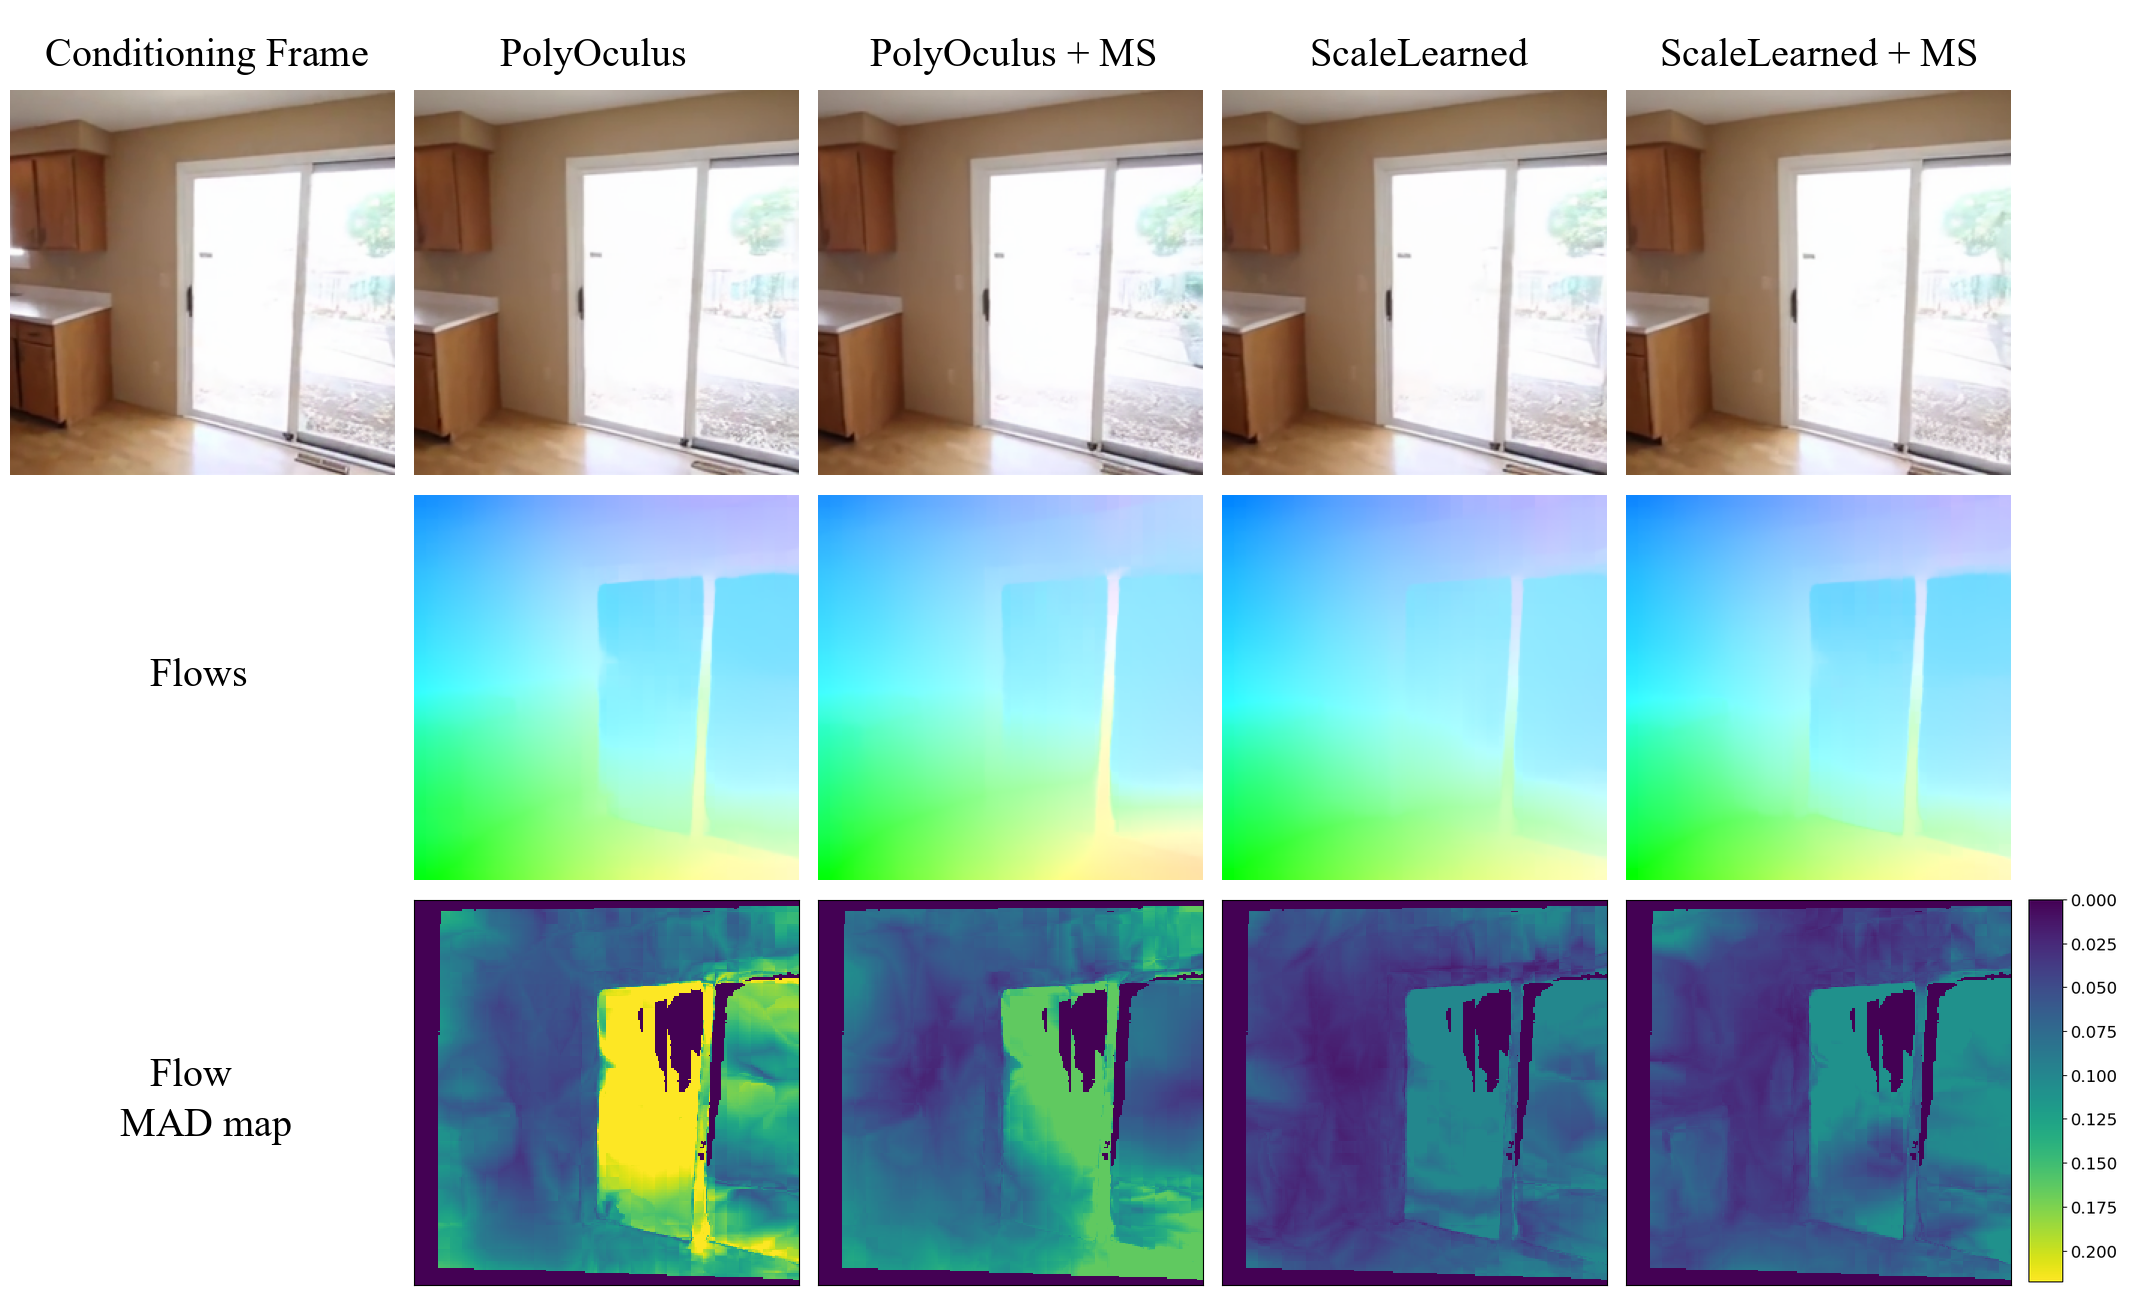 Conditioning Frame
PolyOculus
PolyOculus + MS
ScaleLearned
ScaleLearned + MS
Flows
Flow
MAD map
0.000
0.025
0.050
0.075
0.100
0.125
0.150
0.175
0.200